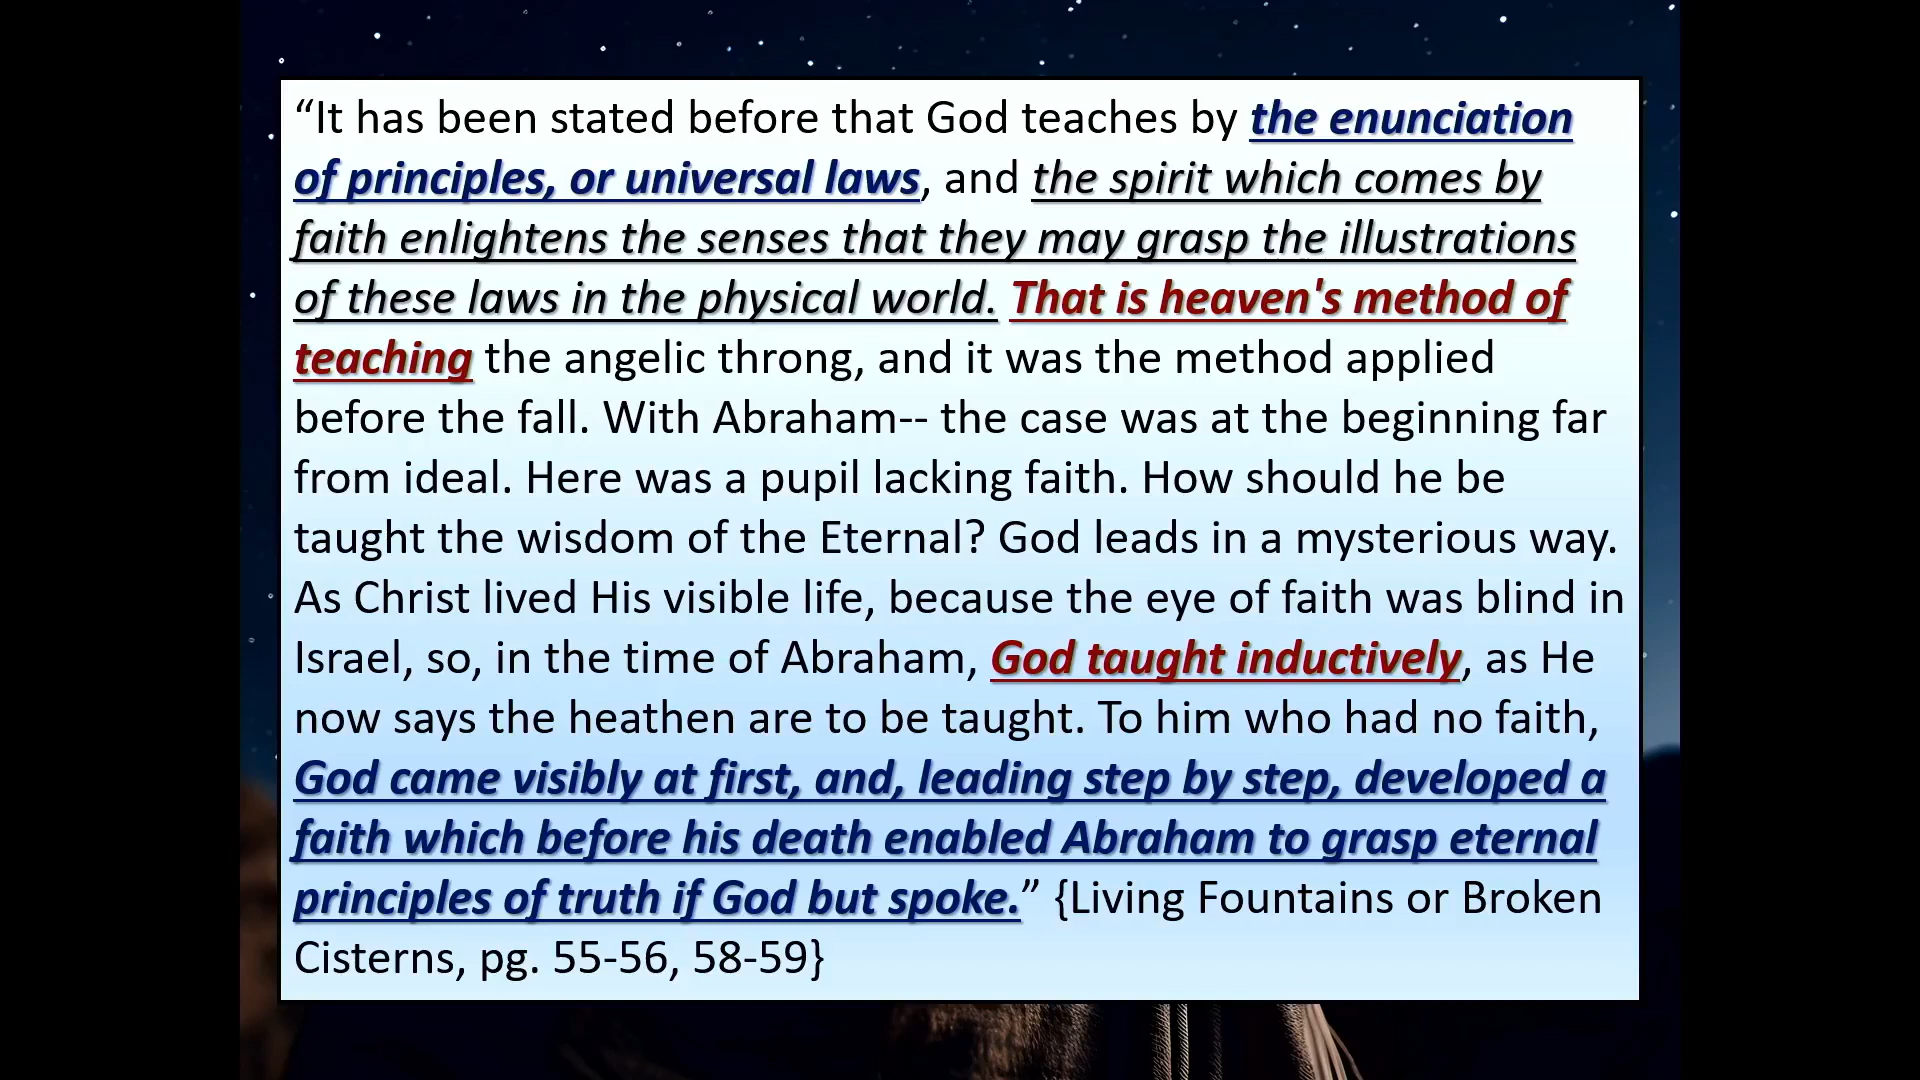 “It has been stated before that God teaches by the enunciation
of principles, or universal laws, and the spirit which comes by
faith enlightens the senses that they may grasp the illustrations
of these laws in the physical world. That is heaven's method of
teaching the angelic throng, and it was the method applied
before the fall. With Abraham-- the case was at the beginning far
from ideal. Here was a pupil lacking faith. How should he be
taught the wisdom of the Eternal? God leads in a mysterious way.
As Christ lived His visible life, because the eye of faith was blind in
Israel, so, in the time of Abraham, God taught inductively, as He
now says the heathen are to be taught. To him who had no faith,
God came visibly at first, and, leading step by step, developed a
faith which before his death enabled Abraham to grasp eternal
principles of truth if God but spoke.” {Living Fountains or Broken
Cisterns, pg. 55-56, 58-59}